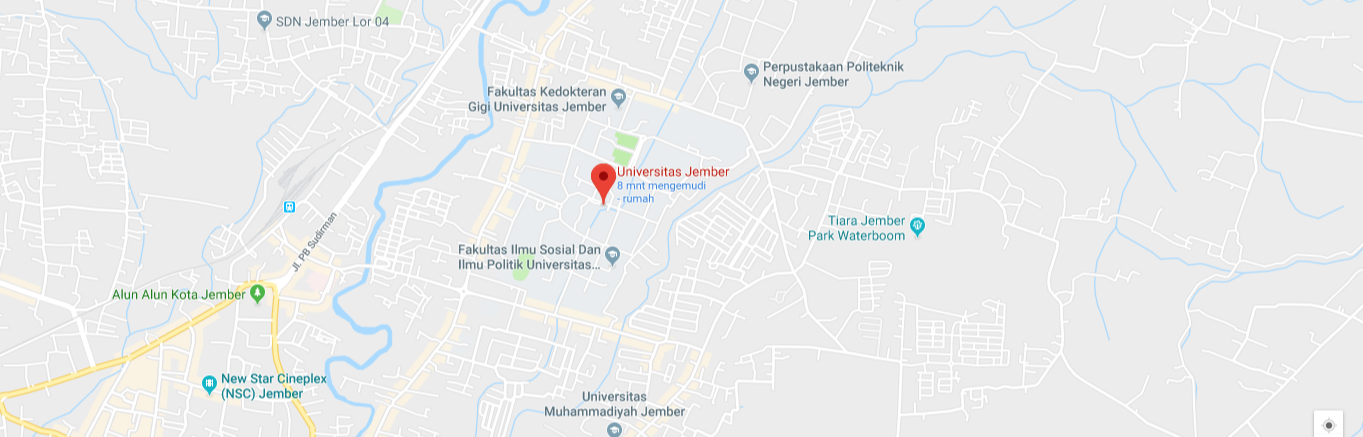 SDN Jember Lor 04
Perpustakaan Politeknik
Negeri Jember
Fakultas Kedokteran
Gigi Universitas Jember
Universitas Jember
8 mnt mengemudi
- rumah
Jl. PB Sudirman
Tiara Jember
Park Waterboom
Fakultas Ilmu Sosial Dan
Ilmu Politik Universitas...
Alun Alun Kota Jember
New Star Cineplex
(NSC) Jember
Universitas
Muhammadiyah Jember